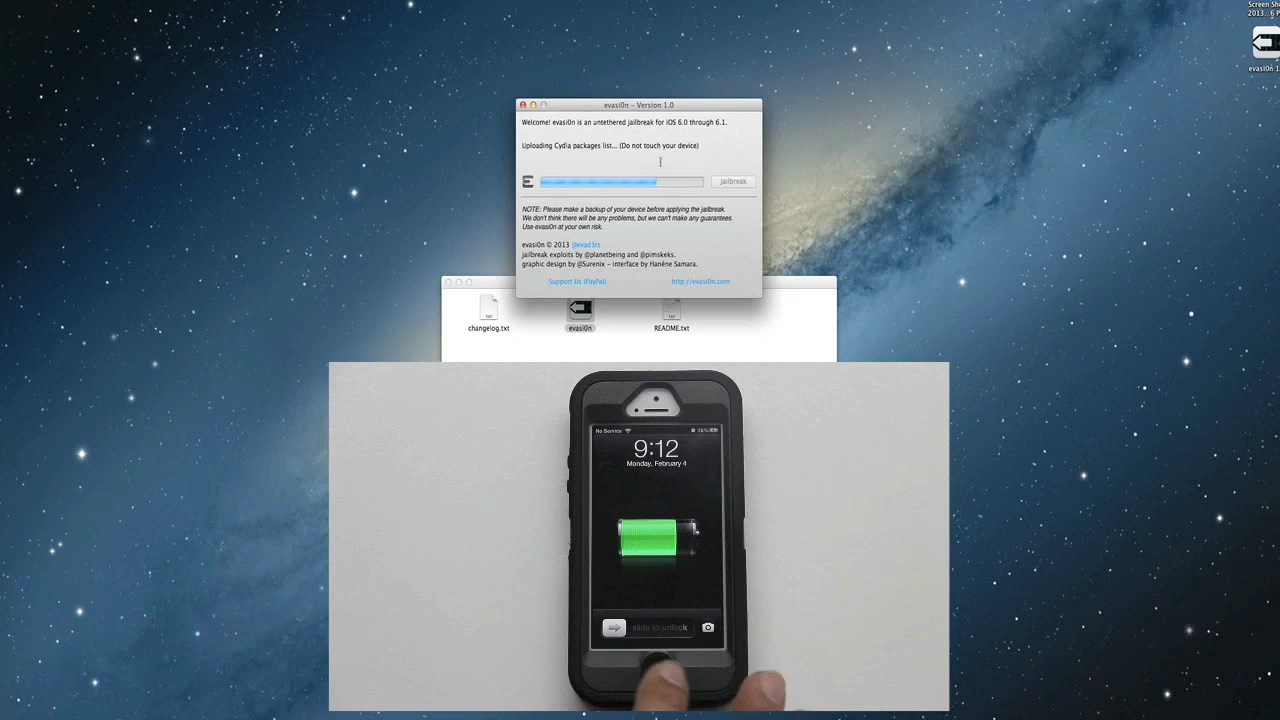 Screen Sh
2013...6 P
evasi0n 1.
evasi0n – Version 1.0
Welcome! evasi0n is an untethered jailbreak for iOS 6.0 through 6.1.
Uploading Cydia packages list... (Do not touch your device)
Jailbreak
NOTE: Please make a backup of your device before applying the jailbreak.
We don't think there will be any problems, but we can't make any guarantees.
Use evasi0n at your own risk.
evasi0n © 2013 @evad3rs
jailbreak exploits by @planetbeing and @pimskeks.
graphic design by @Surenix – interface by Hanéne Samara.
Support Us (PayPal)
http://evasi0n.com
changelog.txt
evasi0n
README.txt
No Service
75%
9:12
Monday, February 4
slide to unlock